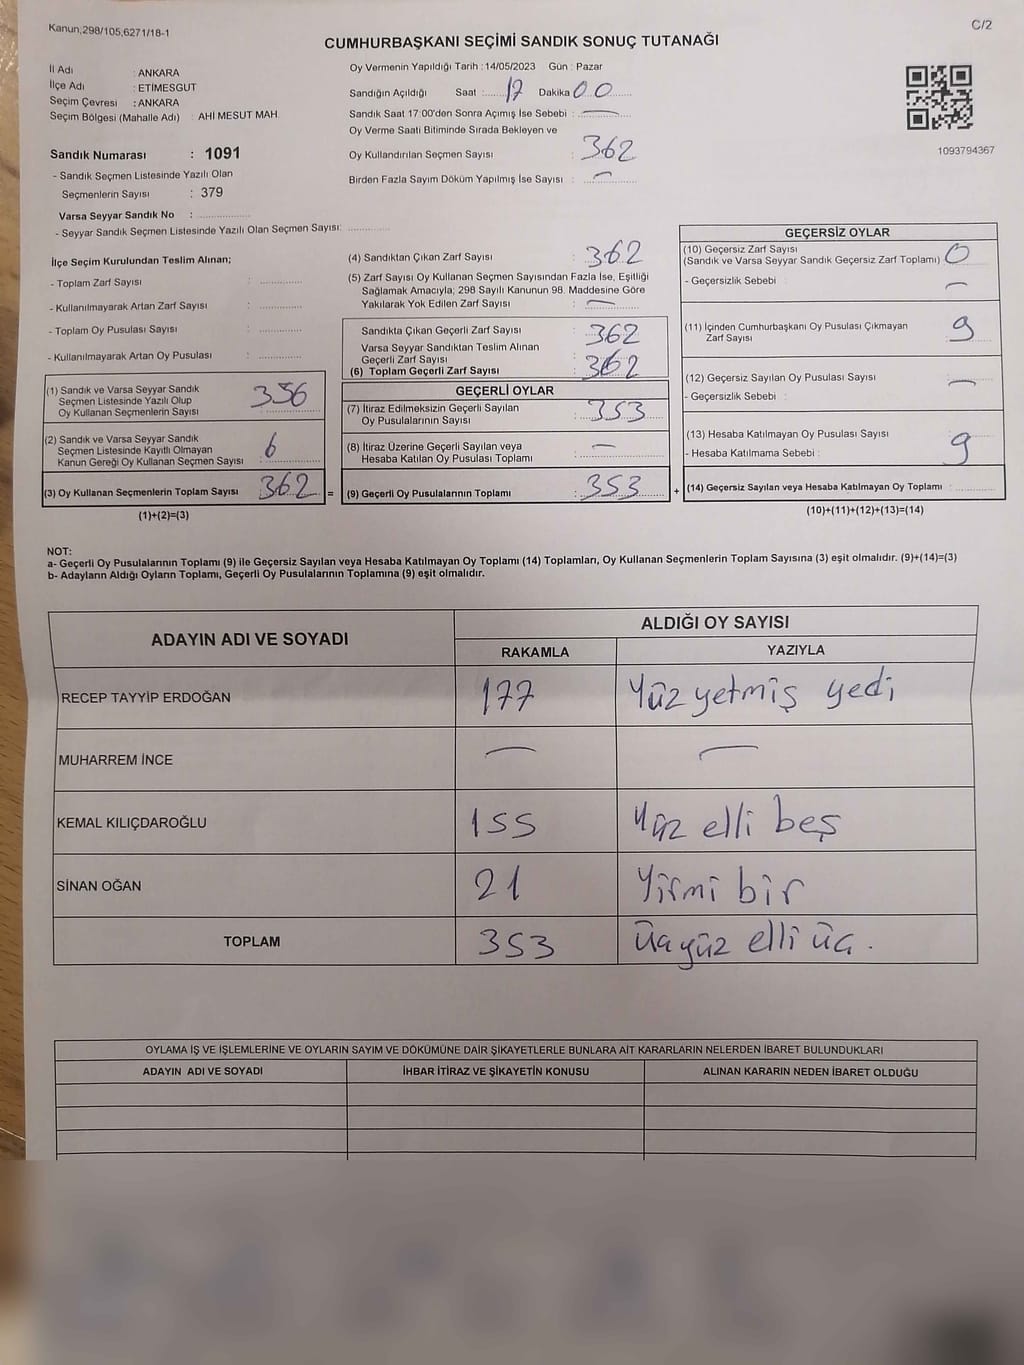 Kanun,298/105,6271/18-1
C/2
CUMHURBAŞKANI SEÇİMİ SANDIK SONUÇ TUTANAĞI
İl Adı : ANKARA
İlçe Adı : ETİMESGUT
Seçim Çevresi : ANKARA
Seçim Bölgesi (Mahalle Adı) : AHİ MESUT MAH.
Sandık Numarası : 1091
- Sandık Seçmen Listesinde Yazılı Olan
Seçmenlerin Sayısı : 379
Varsa Seyyar Sandık No :
- Seyyar Sandık Seçmen Listesinde Yazılı Olan Seçmen Sayısı:
Oy Vermenin Yapıldığı Tarih : 14/05/2023 Gün : Pazar
Sandığın Açıldığı Saat : 17 Dakika 00
Sandık Saat 17:00'den Sonra Açımış İse Sebebi : —
Oy Verme Saati Bitiminde Sırada Bekleyen ve
Oy Kullandırılan Seçmen Sayısı : 362
Birden Fazla Sayım Döküm Yapılmış İse Sayısı : —
1093794367
İlçe Seçim Kurulundan Teslim Alınan;
- Toplam Zarf Sayısı :
- Kullanılmayarak Artan Zarf Sayısı :
- Toplam Oy Pusulası Sayısı :
- Kullanılmayarak Artan Oy Pusulası :
(1) Sandık ve Varsa Seyyar Sandık
Seçmen Listesinde Yazılı Olup
Oy Kullanan Seçmenlerin Sayısı : 356
(2) Sandık ve Varsa Seyyar Sandık
Seçmen Listesinde Kayıtlı Olmayan
Kanun Gereği Oy Kullanan Seçmen Sayısı : 6
(3) Oy Kullanan Seçmenlerin Toplam Sayısı 362 =
(1)+(2)=(3)
(4) Sandıktan Çıkan Zarf Sayısı : 362
(5) Zarf Sayısı Oy Kullanan Seçmen Sayısından Fazla İse, Eşitliği
Sağlamak Amacıyla; 298 Sayılı Kanunun 98. Maddesine Göre
Yakılarak Yok Edilen Zarf Sayısı : —
Sandıkta Çıkan Geçerli Zarf Sayısı : 362
Varsa Seyyar Sandıktan Teslim Alınan
Geçerli Zarf Sayısı :
(6) Toplam Geçerli Zarf Sayısı : 362
GEÇERLİ OYLAR
(7) İtiraz Edilmeksizin Geçerli Sayılan
Oy Pusulalarının Sayısı : 353
(8) İtiraz Üzerine Geçerli Sayılan veya
Hesaba Katılan Oy Pusulası Toplamı : —
(9) Geçerli Oy Pusulalarının Toplamı : 353 +
GEÇERSİZ OYLAR
(10) Geçersiz Zarf Sayısı
(Sandık ve Varsa Seyyar Sandık Geçersiz Zarf Toplamı) : 0
- Geçersizlik Sebebi : —
(11) İçinden Cumhurbaşkanı Oy Pusulası Çıkmayan
Zarf Sayısı : 9
(12) Geçersiz Sayılan Oy Pusulası Sayısı : —
- Geçersizlik Sebebi :
(13) Hesaba Katılmayan Oy Pusulası Sayısı : 9
- Hesaba Katılmama Sebebi :
(14) Geçersiz Sayılan veya Hesaba Katılmayan Oy Toplamı :
(10)+(11)+(12)+(13)=(14)
NOT:
a- Geçerli Oy Pusulalarının Toplamı (9) ile Geçersiz Sayılan veya Hesaba Katılmayan Oy Toplamı (14) Toplamları, Oy Kullanan Seçmenlerin Toplam Sayısına (3) eşit olmalıdır. (9)+(14)=(3)
b- Adayların Aldığı Oyların Toplamı, Geçerli Oy Pusulalarının Toplamına (9) eşit olmalıdır.
ADAYIN ADI VE SOYADI
ALDIĞI OY SAYISI
RAKAMLA YAZIYLA
RECEP TAYYİP ERDOĞAN 177 Yüz yetmiş yedi
MUHARREM İNCE — —
KEMAL KILIÇDAROĞLU 155 Yüz elli beş
SİNAN OĞAN 21 Yirmi bir
TOPLAM 353 Üçyüz elli üç.
OYLAMA İŞ VE İŞLEMLERİNE VE OYLARIN SAYIM VE DÖKÜMÜNE DAİR ŞİKAYETLERLE BUNLARA AİT KARARLARIN NELERDEN İBARET BULUNDUKLARI
ADAYIN ADI VE SOYADI İHBAR İTİRAZ VE ŞİKAYETİN KONUSU ALINAN KARARIN NEDEN İBARET OLDUĞU